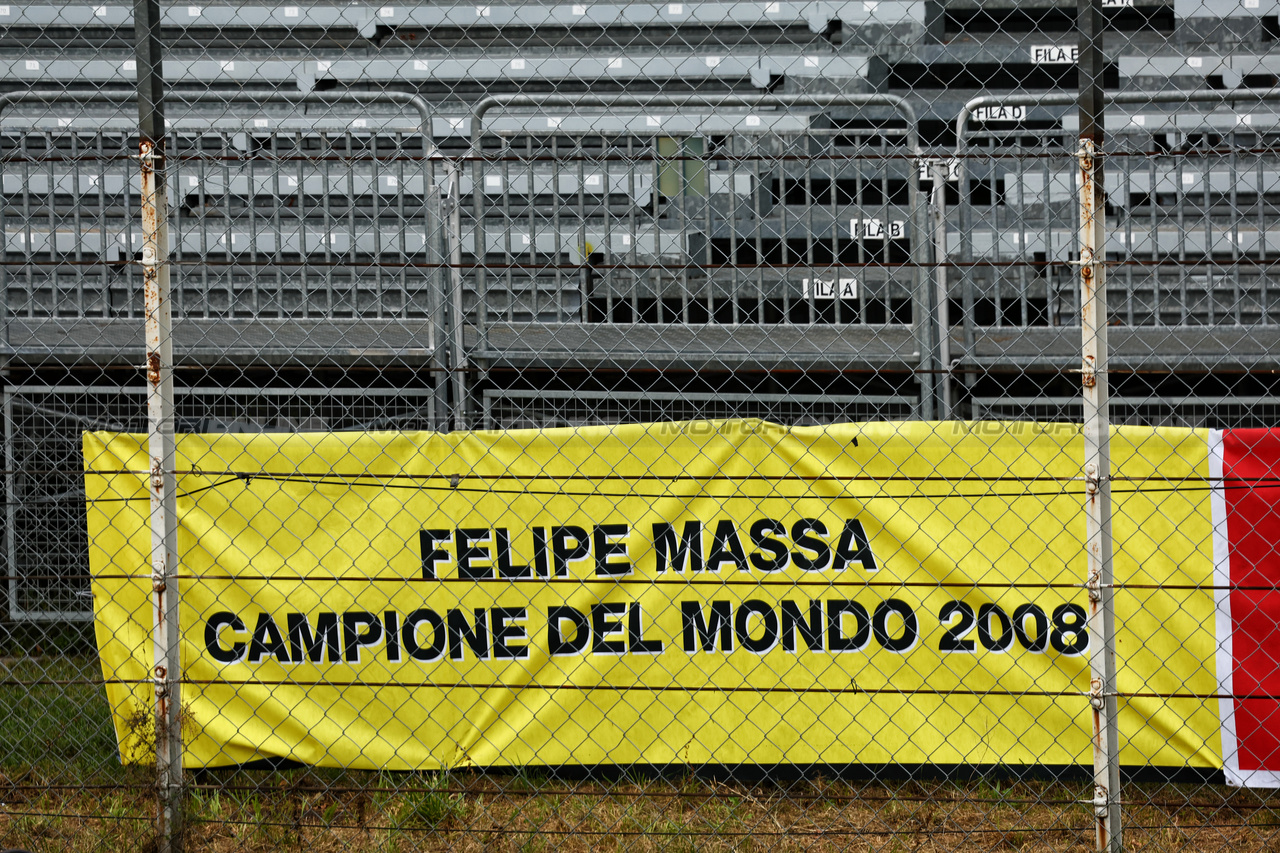 FILA E
FILA D
FILA B
FILA A
FELIPE MASSA
CAMPIONE DEL MONDO 2008